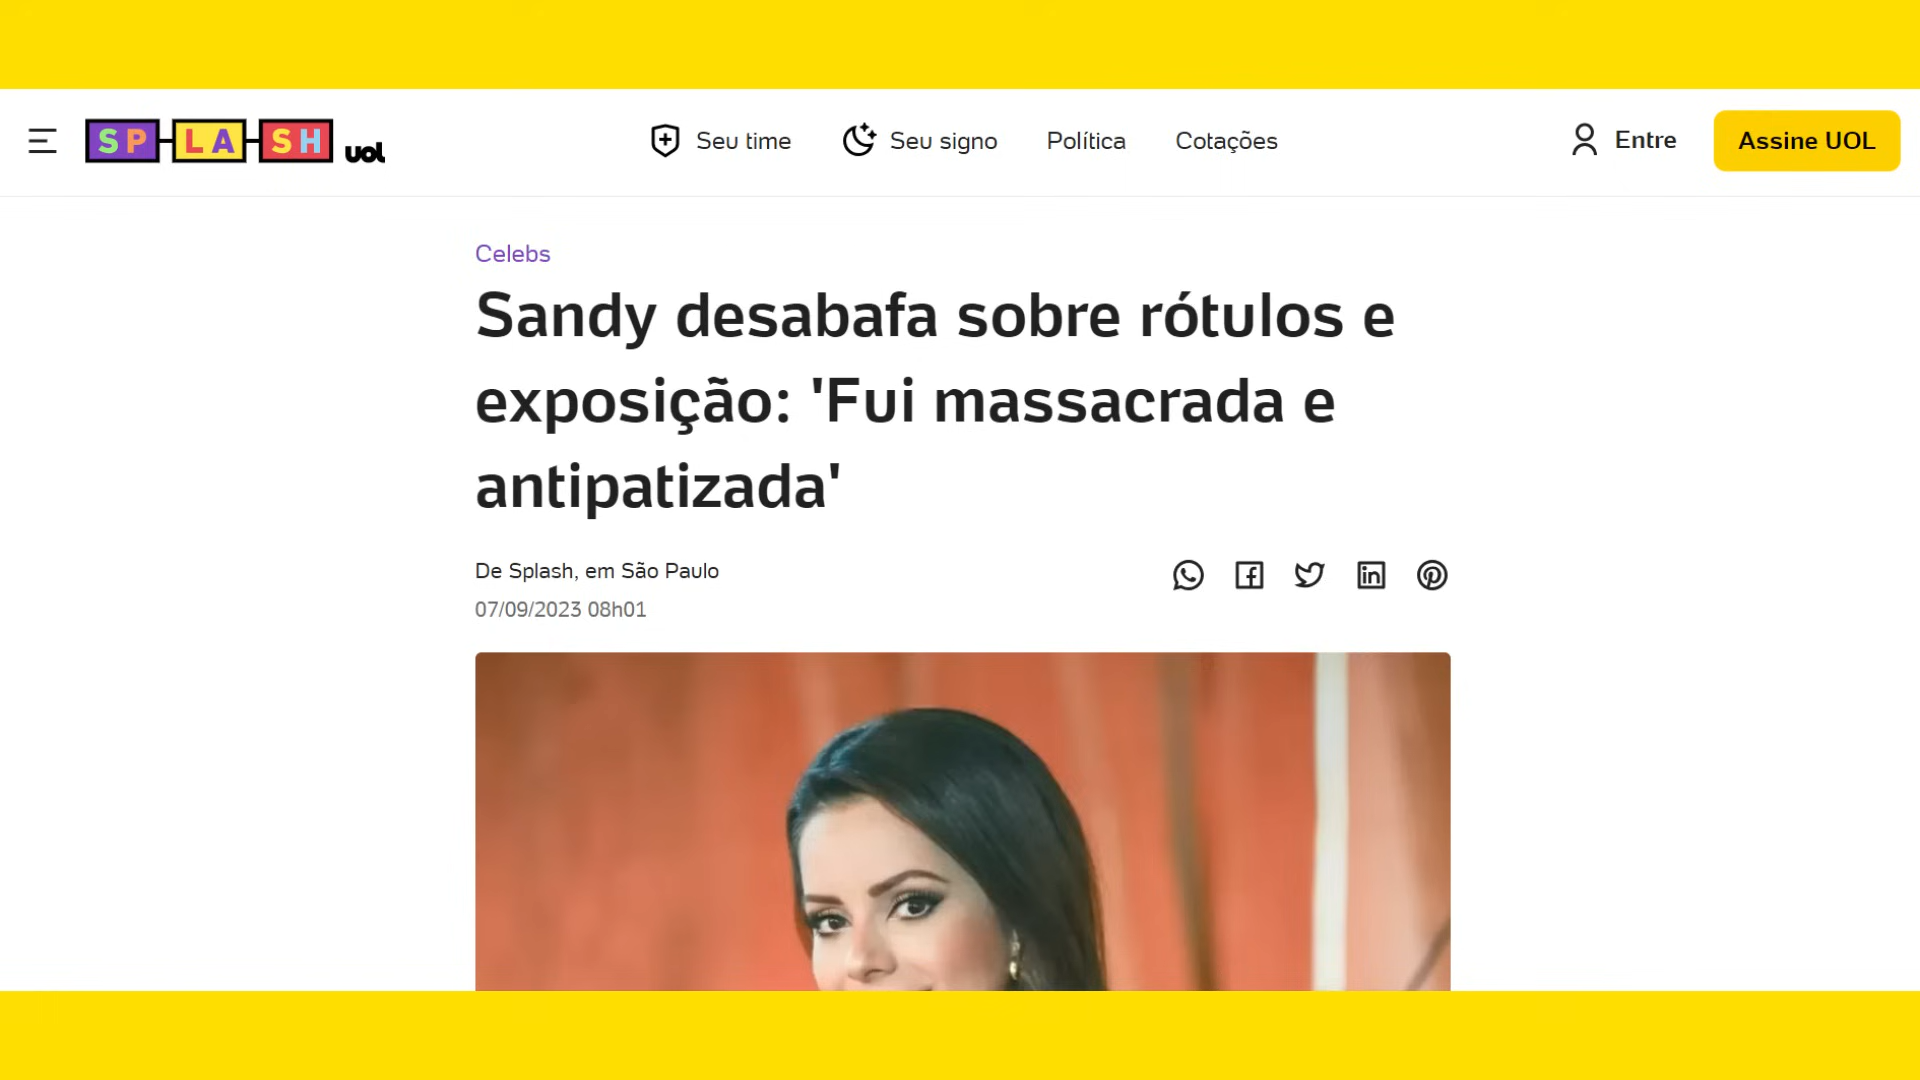 SPLASH uol
Seu time
Seu signo
Política
Cotações
Entre
Assine UOL
Celebs
Sandy desabafa sobre rótulos e
exposição: 'Fui massacrada e
antipatizada'
De Splash, em São Paulo
07/09/2023 08h01